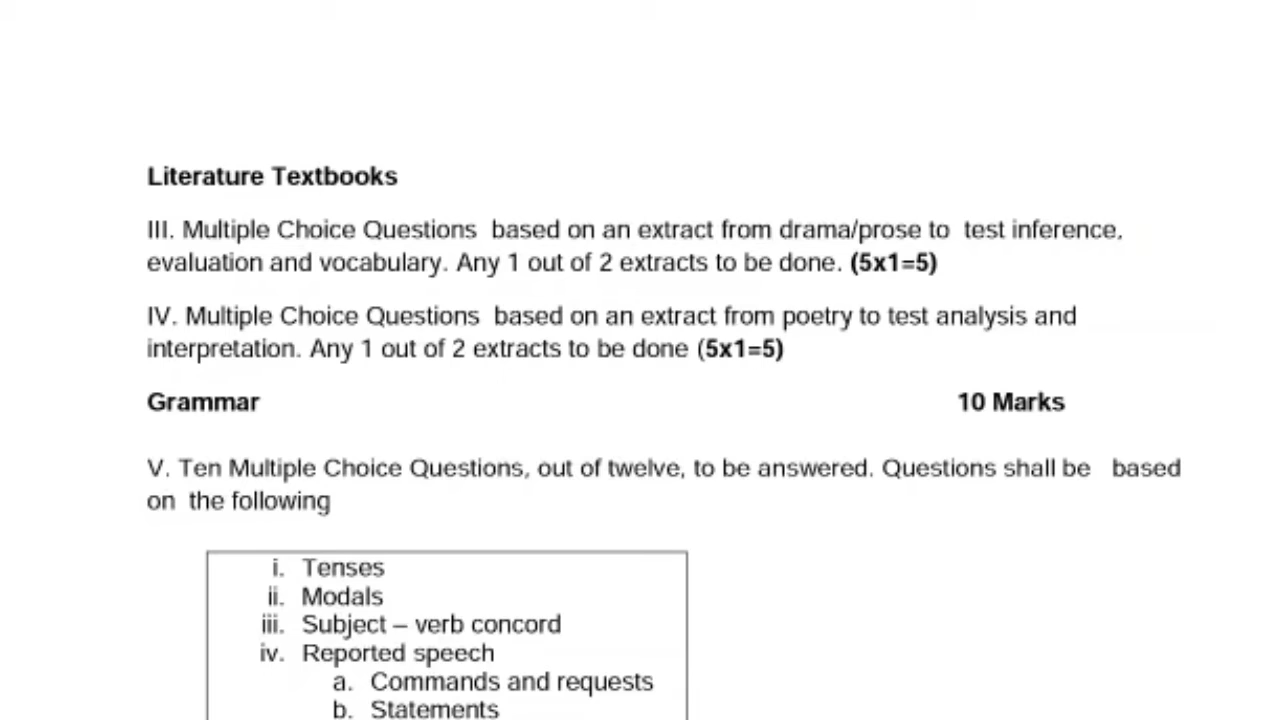 Literature Textbooks
III. Multiple Choice Questions based on an extract from drama/prose to test inference,
evaluation and vocabulary. Any 1 out of 2 extracts to be done. (5x1=5)
IV. Multiple Choice Questions based on an extract from poetry to test analysis and
interpretation. Any 1 out of 2 extracts to be done (5x1=5)
Grammar 10 Marks
V. Ten Multiple Choice Questions, out of twelve, to be answered. Questions shall be based
on the following
i. Tenses
ii. Modals
iii. Subject – verb concord
iv. Reported speech
a. Commands and requests
b. Statements